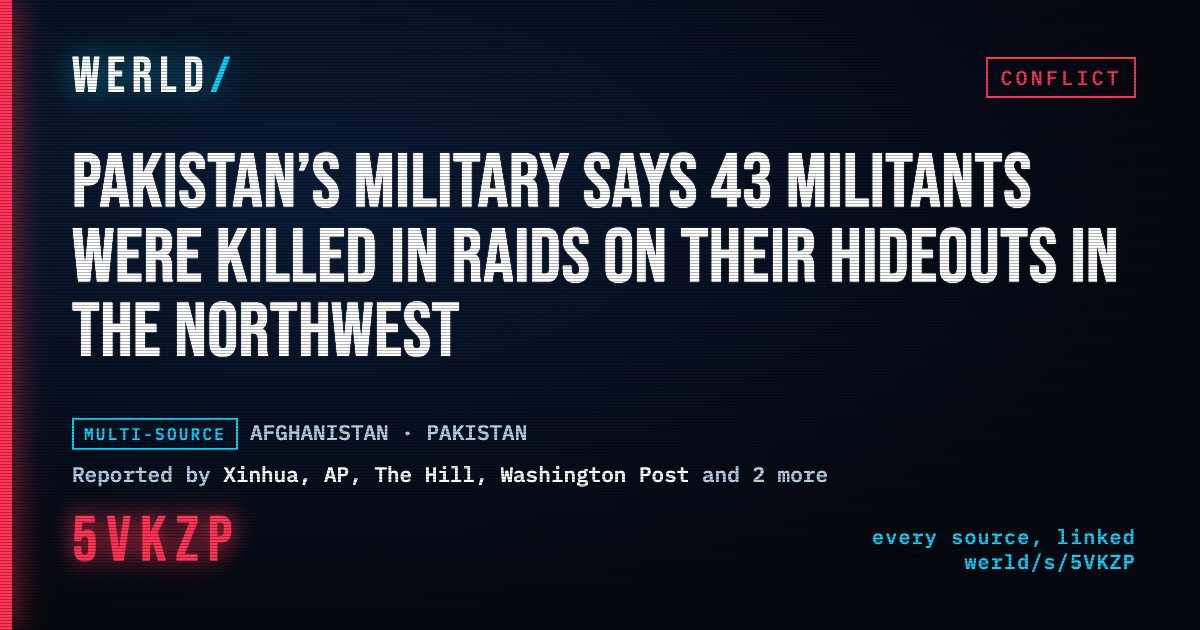 WERLD/
CONFLICT
PAKISTAN’S MILITARY SAYS 43 MILITANTS
WERE KILLED IN RAIDS ON THEIR HIDEOUTS IN
THE NORTHWEST
MULTI-SOURCE AFGHANISTAN · PAKISTAN
Reported by Xinhua, AP, The Hill, Washington Post and 2 more
5VKZP
every source, linked
werld/s/5VKZP